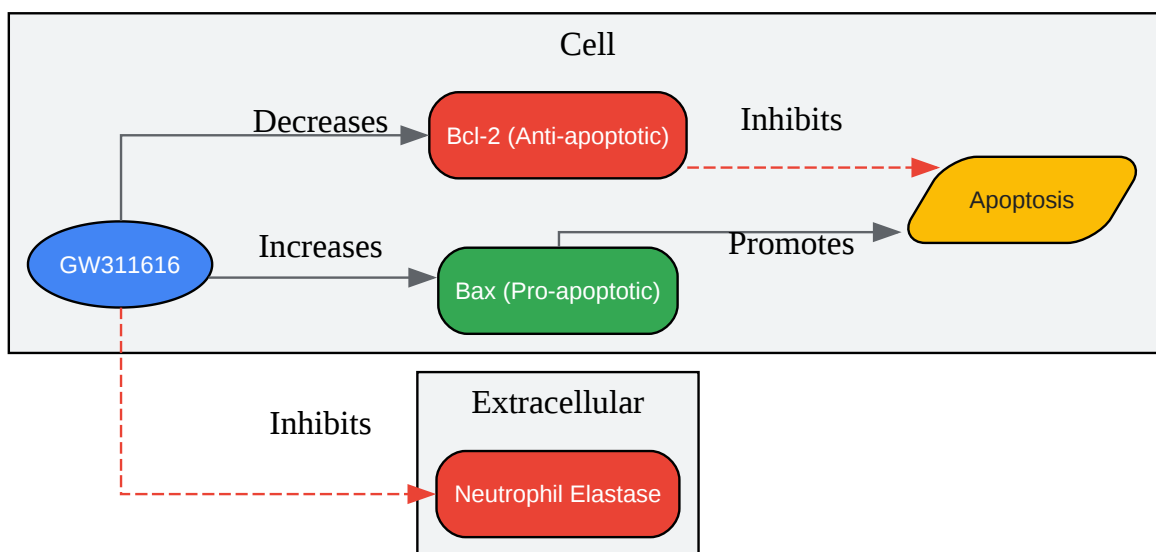 Cell
Decreases
Bcl-2 (Anti-apoptotic)
Inhibits
Apoptosis
GW311616
Increases
Bax (Pro-apoptotic)
Promotes
Extracellular
Inhibits
Neutrophil Elastase